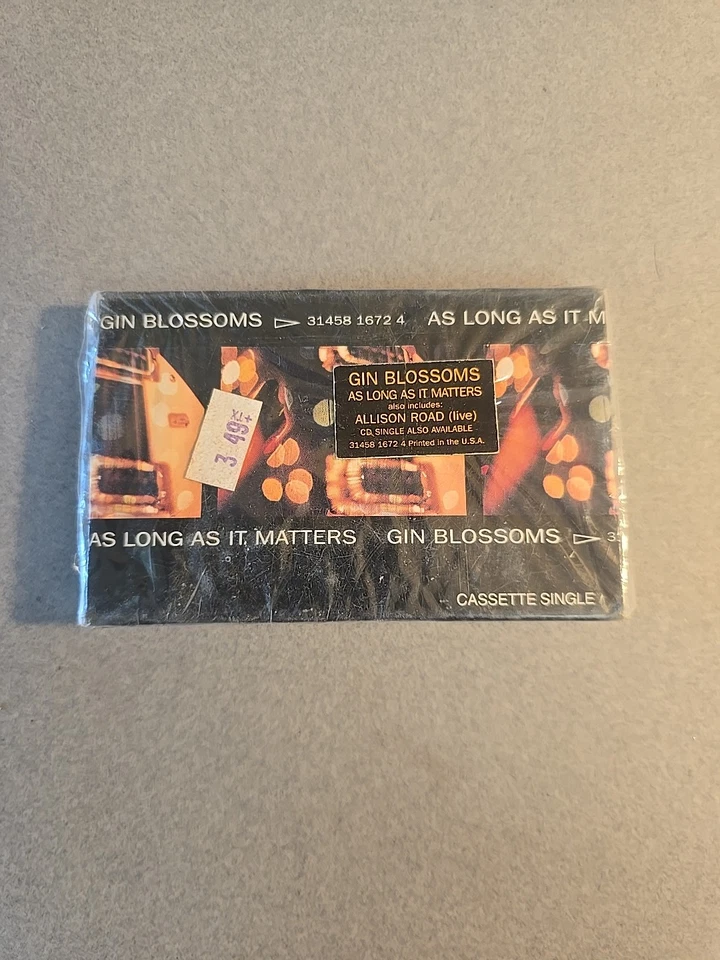 GIN BLOSSOMS ▷ 31458 1672 4 AS LONG AS IT M
GIN BLOSSOMS
AS LONG AS IT MATTERS
also includes:
ALLISON ROAD (live)
CD SINGLE ALSO AVAILABLE
31458 1672 4 Printed in the U.S.A.
3 49
AS LONG AS IT MATTERS GIN BLOSSOMS ▷ 3
CASSETTE SINGLE